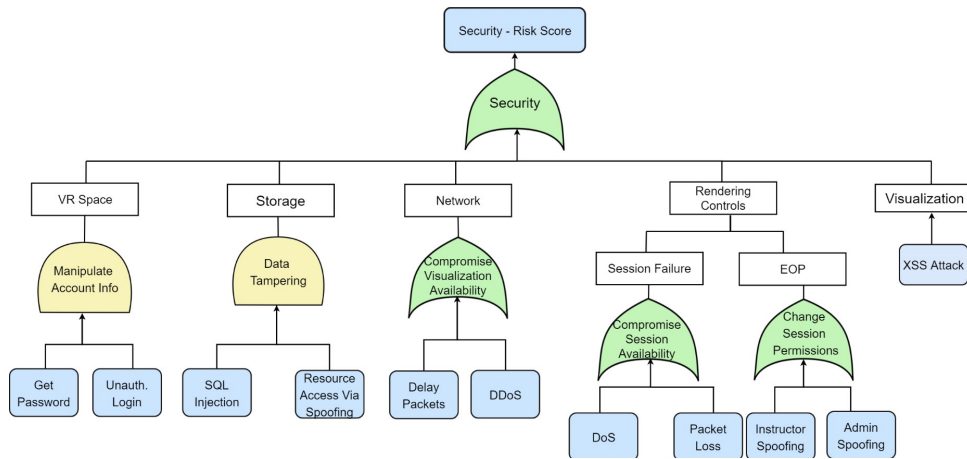 Security - Risk Score
Security
VR Space
Storage
Network
Rendering
Controls
Visualization
Manipulate
Account Info
Data
Tampering
Compromise
Visualization
Availability
Session Failure
EOP
XSS Attack
Compromise
Session
Availability
Change
Session
Permissions
Get
Password
Unauth.
Login
SQL
Injection
Resource
Access Via
Spoofing
Delay
Packets
DDoS
DoS
Packet
Loss
Instructor
Spoofing
Admin
Spoofing